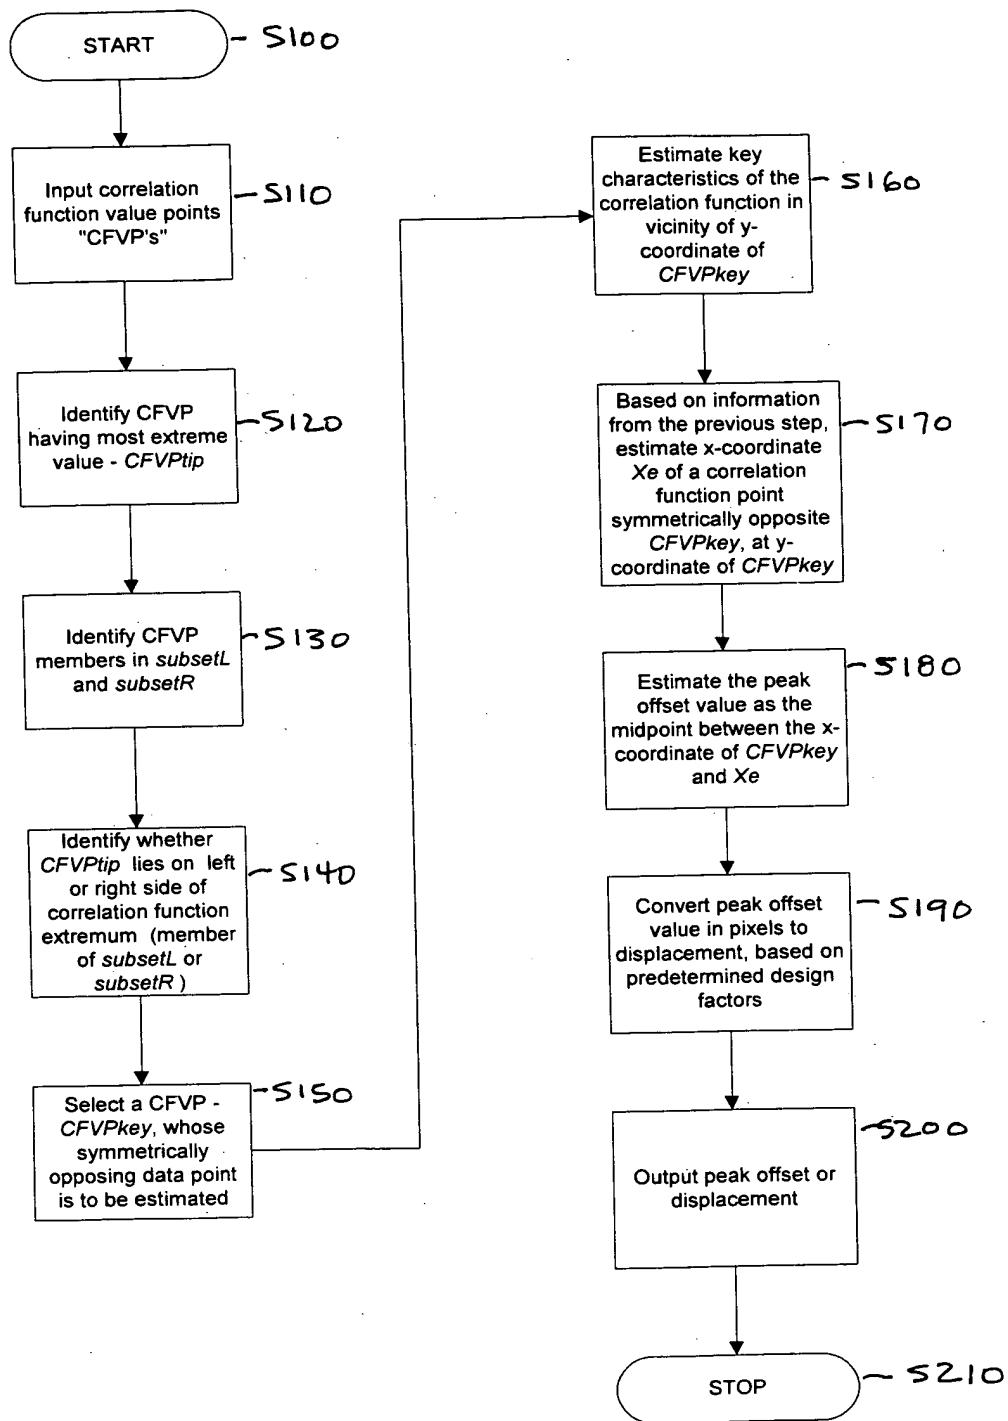 START
S100
Input correlation
function value points
"CFVP's"
S110
Identify CFVP
having most extreme
value - CFVPtip
S120
Identify CFVP
members in subsetL
and subsetR
S130
Identify whether
CFVPtip lies on left
or right side of
correlation function
extremum (member
of subsetL or
subsetR )
S140
Select a CFVP -
CFVPkey, whose
symmetrically
opposing data point
is to be estimated
S150
Estimate key
characteristics of the
correlation function in
vicinity of y-
coordinate of
CFVPkey
S160
Based on information
from the previous step,
estimate x-coordinate
Xe of a correlation
function point
symmetrically opposite
CFVPkey, at y-
coordinate of CFVPkey
S170
Estimate the peak
offset value as the
midpoint between the x-
coordinate of CFVPkey
and Xe
S180
Convert peak offset
value in pixels to
displacement, based on
predetermined design
factors
S190
Output peak offset or
displacement
S200
STOP
S210